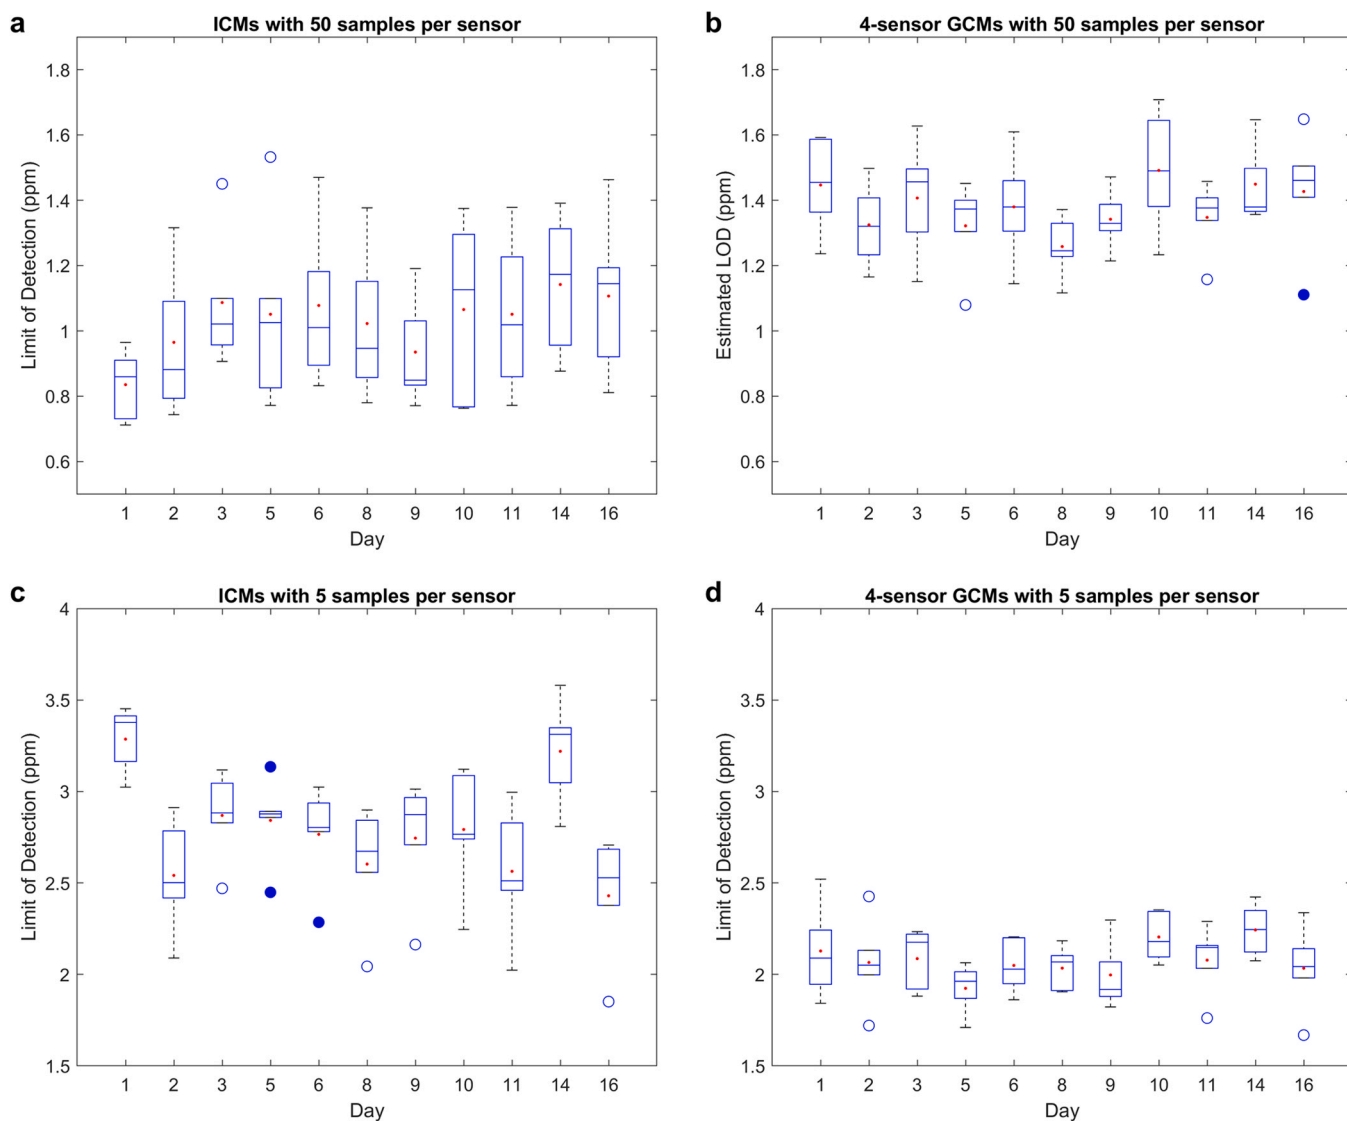 a
ICMs with 50 samples per sensor
Limit of Detection (ppm)
1.8
1.6
1.4
1.2
1
0.8
0.6
1 2 3 5 6 8 9 10 11 14 16
Day
b
4-sensor GCMs with 50 samples per sensor
Estimated LOD (ppm)
1.8
1.6
1.4
1.2
1
0.8
0.6
1 2 3 5 6 8 9 10 11 14 16
Day
c
ICMs with 5 samples per sensor
Limit of Detection (ppm)
4
3.5
3
2.5
2
1.5
1 2 3 5 6 8 9 10 11 14 16
Day
d
4-sensor GCMs with 5 samples per sensor
Limit of Detection (ppm)
4
3.5
3
2.5
2
1.5
1 2 3 5 6 8 9 10 11 14 16
Day